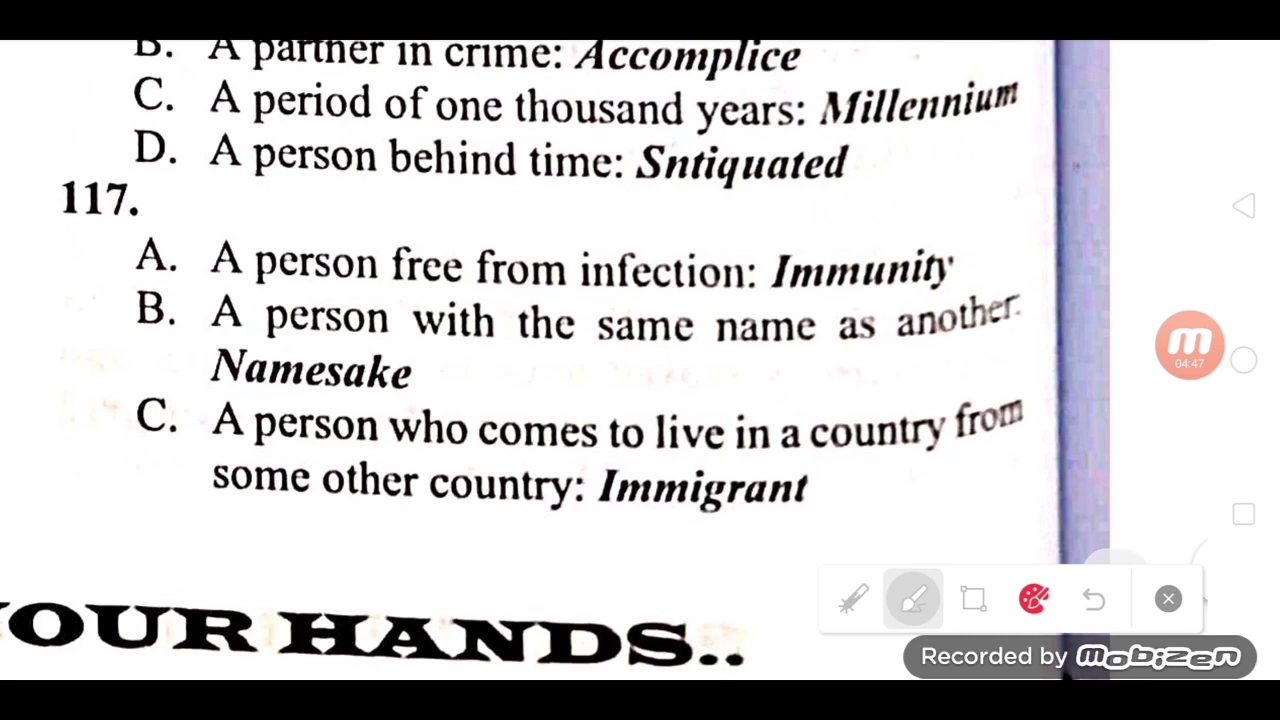 B. A partner in crime: Accomplice
C. A period of one thousand years: Millennium
D. A person behind time: Sntiquated
117.
A. A person free from infection: Immunity
B. A person with the same name as another:
Namesake
C. A person who comes to live in a country from
some other country: Immigrant
YOUR HANDS..
04:47
Recorded by mobizen